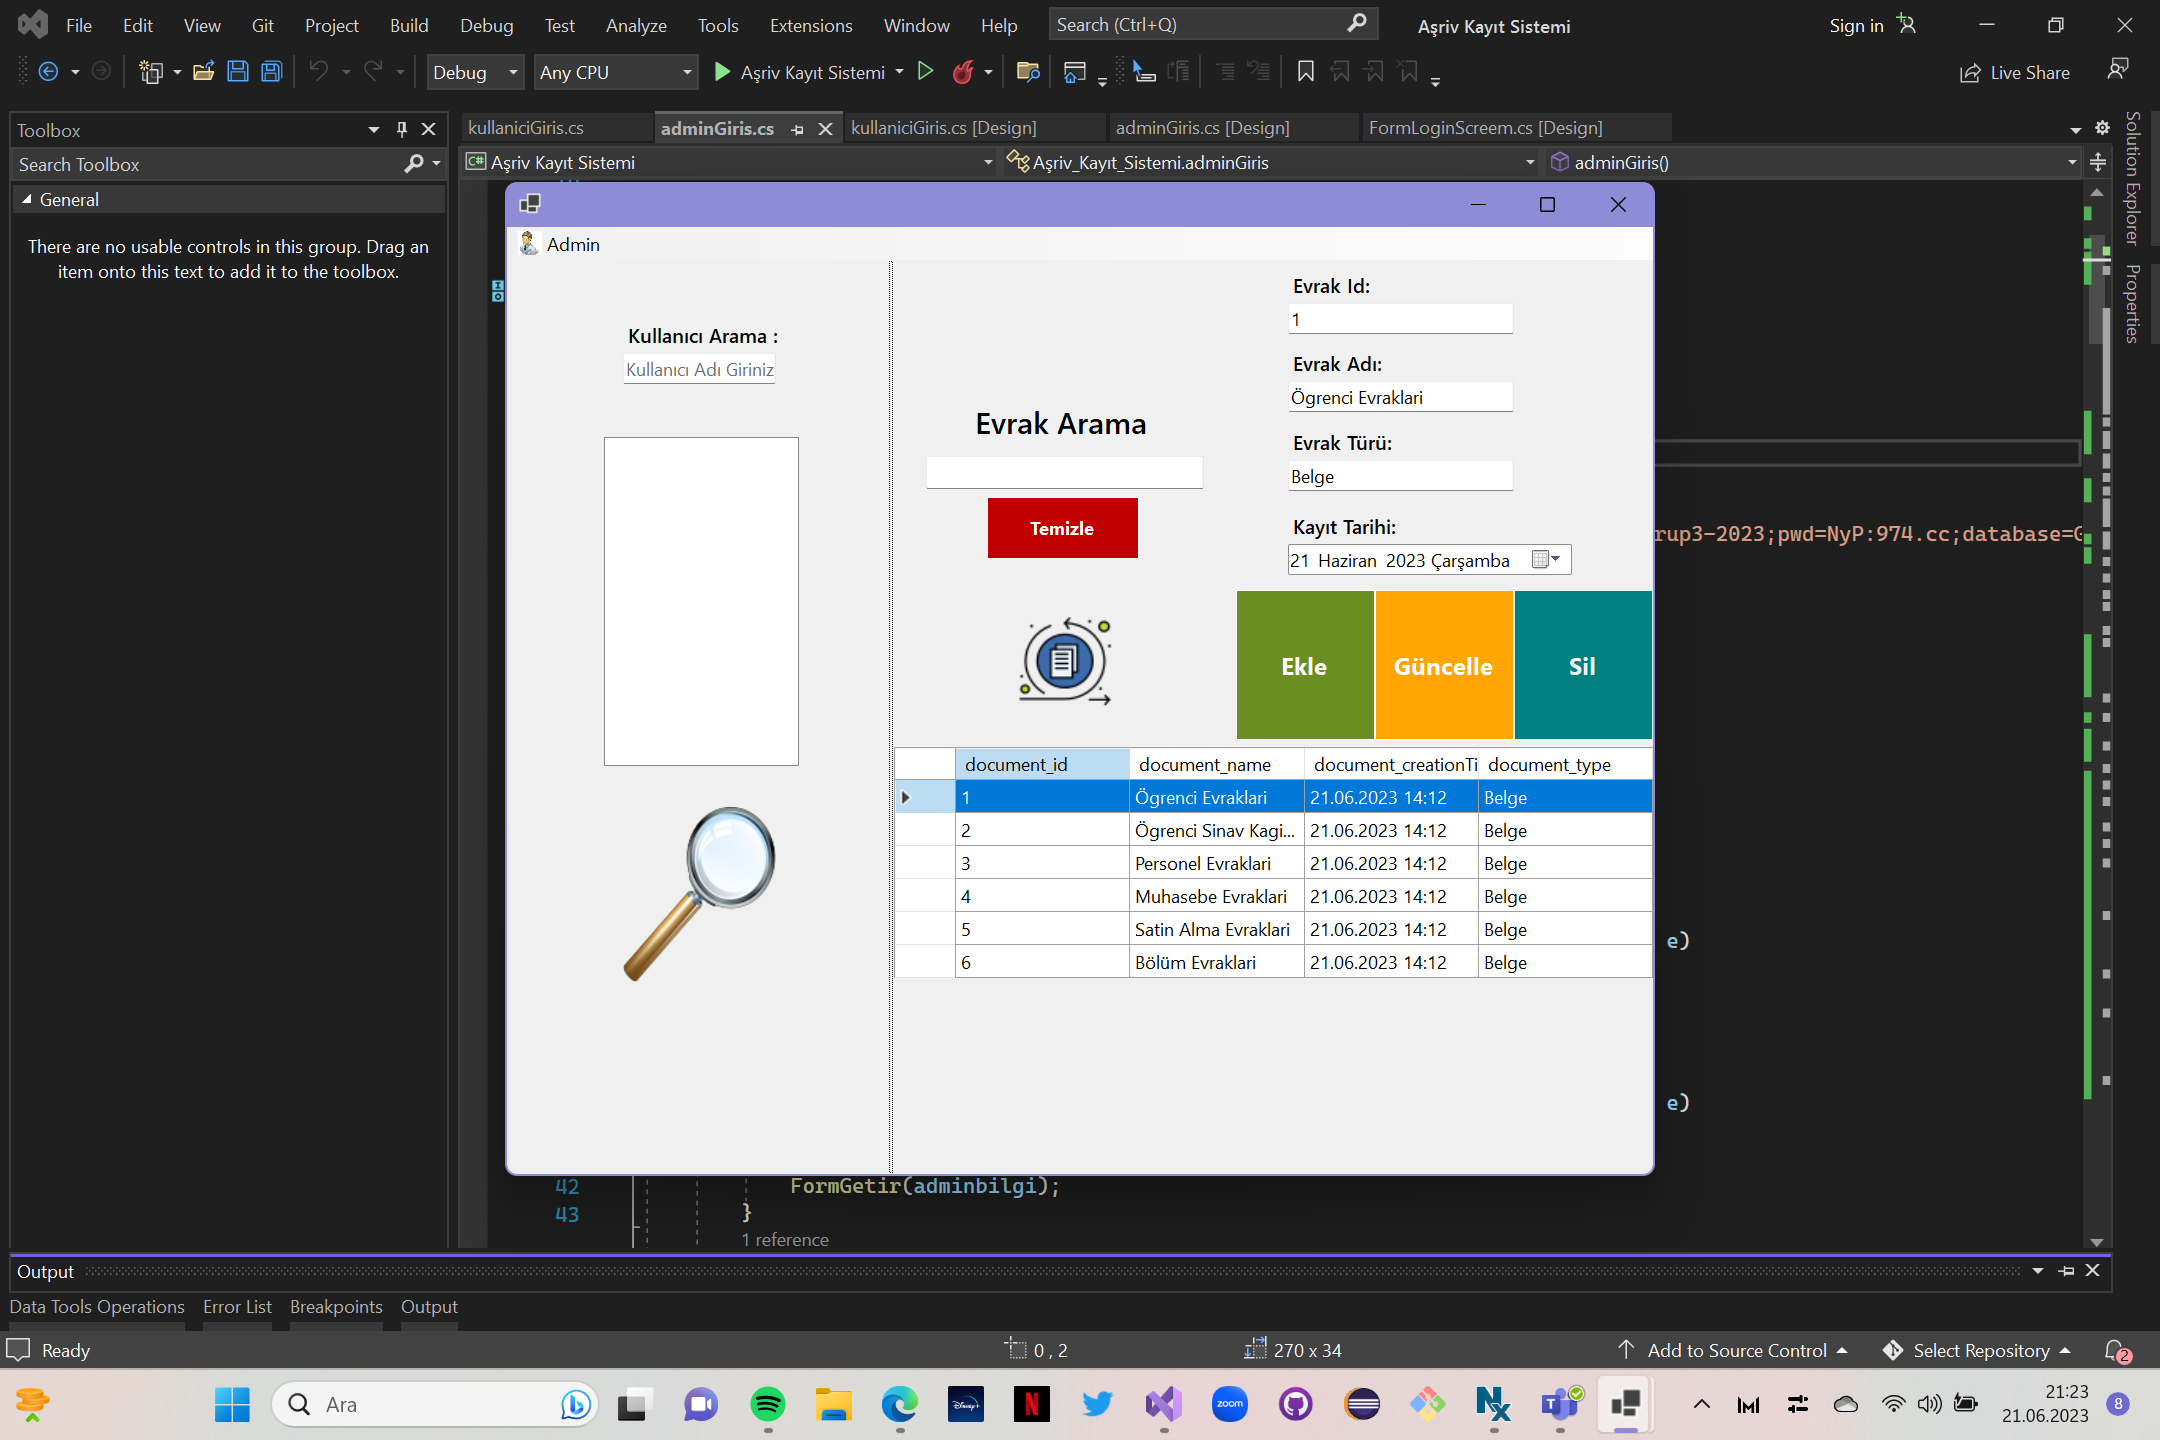 File Edit View Git Project Build Debug Test Analyze Tools Extensions Window Help Search (Ctrl+Q) Aşriv Kayıt Sistemi Sign in
Debug Any CPU Aşriv Kayıt Sistemi Live Share
Toolbox
Search Toolbox
General
There are no usable controls in this group. Drag an
item onto this text to add it to the toolbox.
kullaniciGiris.cs adminGiris.cs kullaniciGiris.cs [Design] adminGiris.cs [Design] FormLoginScreem.cs [Design]
C# Aşriv Kayıt Sistemi Aşriv_Kayıt_Sistemi.adminGiris adminGiris()
Solution Explorer
Properties
Admin
Kullanıcı Arama :
Kullanıcı Adı Giriniz
Evrak Arama
Temizle
Evrak Id:
1
Evrak Adı:
Ögrenci Evraklari
Evrak Türü:
Belge
Kayıt Tarihi:
21 Haziran 2023 Çarşamba
Ekle Güncelle Sil
document_id document_name document_creationTi document_type
1 Ögrenci Evraklari 21.06.2023 14:12 Belge
2 Ögrenci Sinav Kagi... 21.06.2023 14:12 Belge
3 Personel Evraklari 21.06.2023 14:12 Belge
4 Muhasebe Evraklari 21.06.2023 14:12 Belge
5 Satin Alma Evraklari 21.06.2023 14:12 Belge
6 Bölüm Evraklari 21.06.2023 14:12 Belge
rup3-2023;pwd=NyP:974.cc;database=G
e)
e)
42 FormGetir(adminbilgi);
43 }
1 reference
Output
Data Tools Operations Error List Breakpoints Output
Ready 0 , 2 270 x 34 Add to Source Control Select Repository 2
Ara Disney+ N zoom 21:23 8
21.06.2023